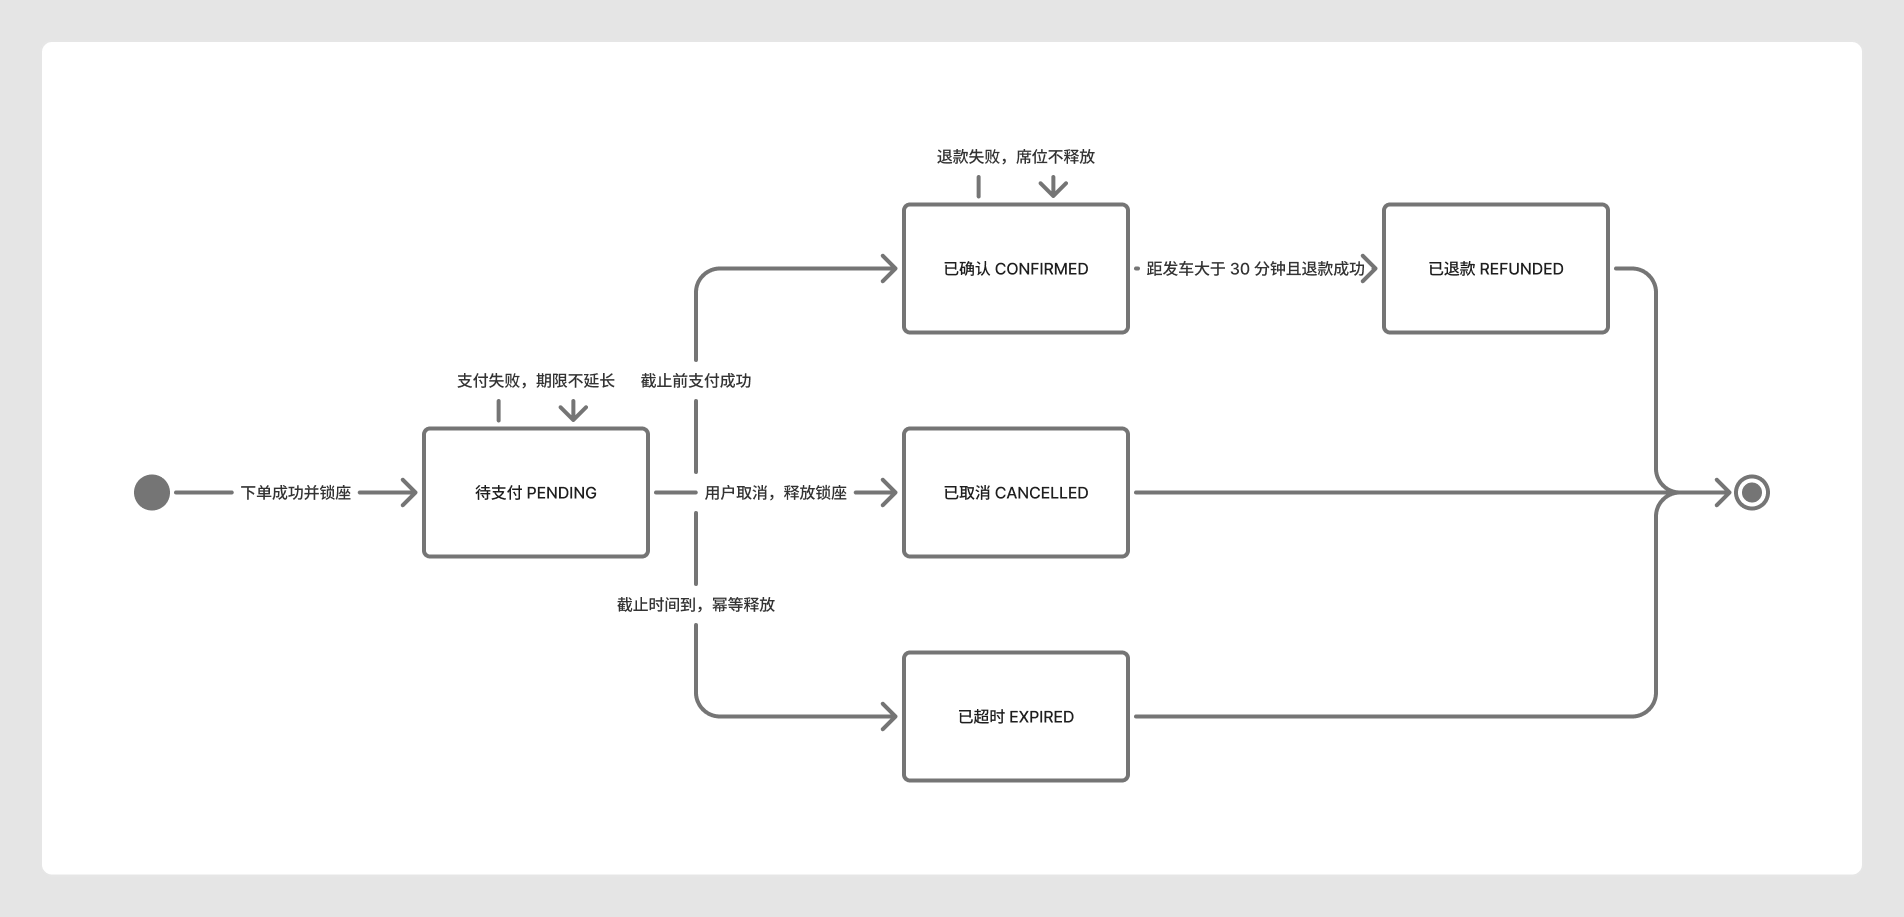 退款失败，席位不释放
已确认 CONFIRMED
距发车大于 30 分钟且退款成功
已退款 REFUNDED
支付失败，期限不延长
截止前支付成功
下单成功并锁座
待支付 PENDING
用户取消，释放锁座
已取消 CANCELLED
截止时间到，幂等释放
已超时 EXPIRED